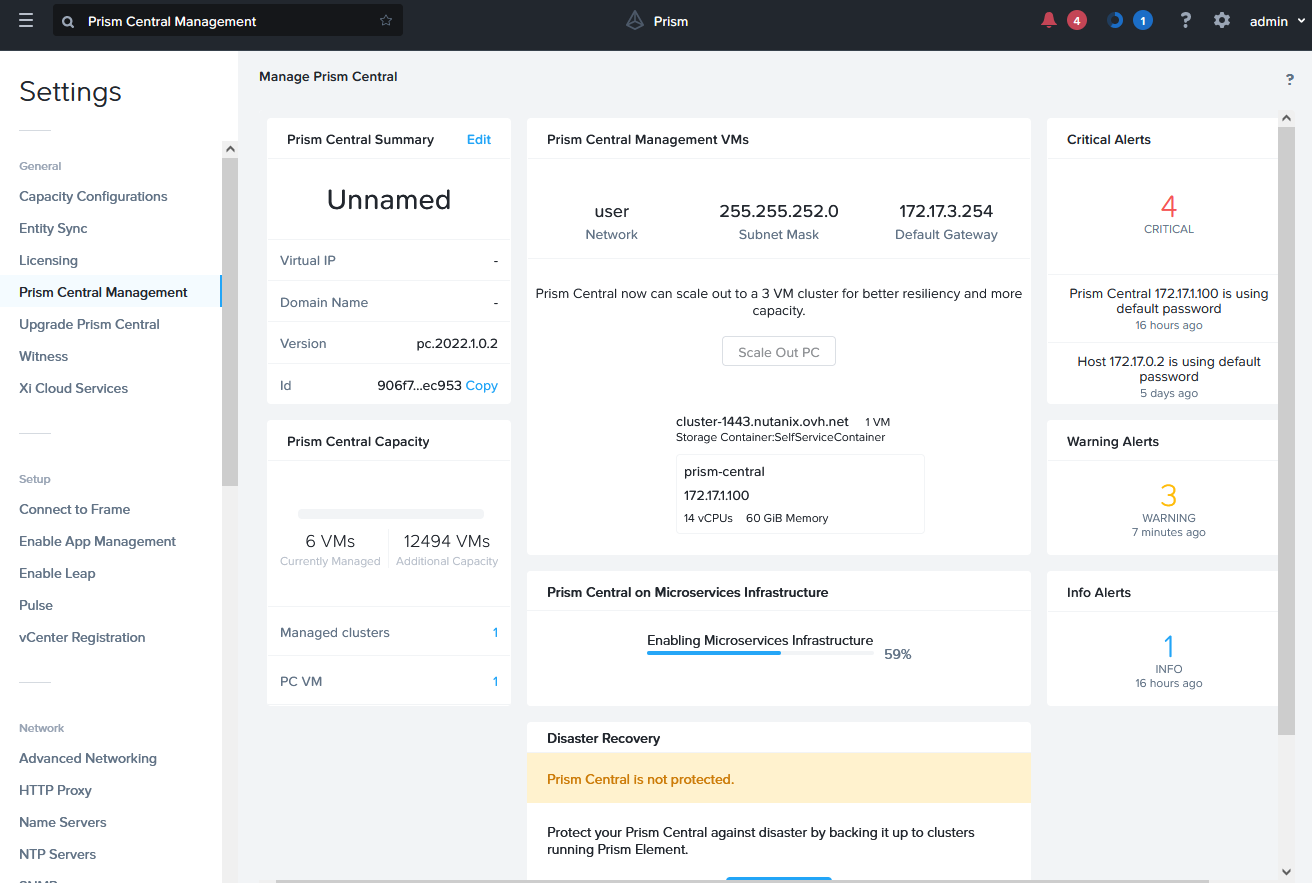 Prism Central Management
Prism
4
1
?
admin
Settings
General
Capacity Configurations
Entity Sync
Licensing
Prism Central Management
Upgrade Prism Central
Witness
Xi Cloud Services
Setup
Connect to Frame
Enable App Management
Enable Leap
Pulse
vCenter Registration
Network
Advanced Networking
HTTP Proxy
Name Servers
NTP Servers
Manage Prism Central
?
Prism Central Summary Edit
Unnamed
Virtual IP -
Domain Name -
Version pc.2022.1.0.2
Id 906f7...ec953 Copy
Prism Central Capacity
6 VMs 12494 VMs
Currently Managed Additional Capacity
Managed clusters 1
PC VM 1
Prism Central Management VMs
user 255.255.252.0 172.17.3.254
Network Subnet Mask Default Gateway
Prism Central now can scale out to a 3 VM cluster for better resiliency and more
capacity.
Scale Out PC
cluster-1443.nutanix.ovh.net 1 VM
Storage Container:SelfServiceContainer
prism-central
172.17.1.100
14 vCPUs 60 GiB Memory
Prism Central on Microservices Infrastructure
Enabling Microservices Infrastructure
59%
Disaster Recovery
Prism Central is not protected.
Protect your Prism Central against disaster by backing it up to clusters
running Prism Element.
Critical Alerts
4
CRITICAL
Prism Central 172.17.1.100 is using
default password
16 hours ago
Host 172.17.0.2 is using default
password
5 days ago
Warning Alerts
3
WARNING
7 minutes ago
Info Alerts
1
INFO
16 hours ago